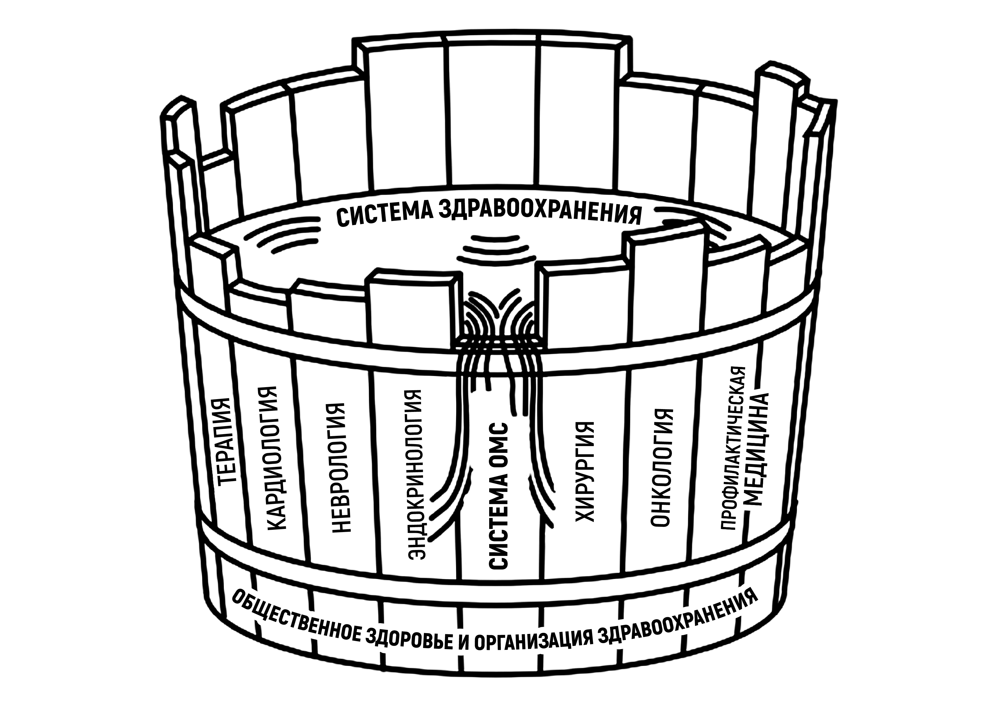 СИСТЕМА ЗДРАВООХРАНЕНИЯ
ТЕРАПИЯ
КАРДИОЛОГИЯ
НЕВРОЛОГИЯ
ЭНДОКРИНОЛОГИЯ
СИСТЕМА ОМС
ХИРУРГИЯ
ОНКОЛОГИЯ
ПРОФИЛАКТИЧЕСКАЯ
МЕДИЦИНА
ОБЩЕСТВЕННОЕ ЗДОРОВЬЕ И ОРГАНИЗАЦИЯ ЗДРАВООХРАНЕНИЯ